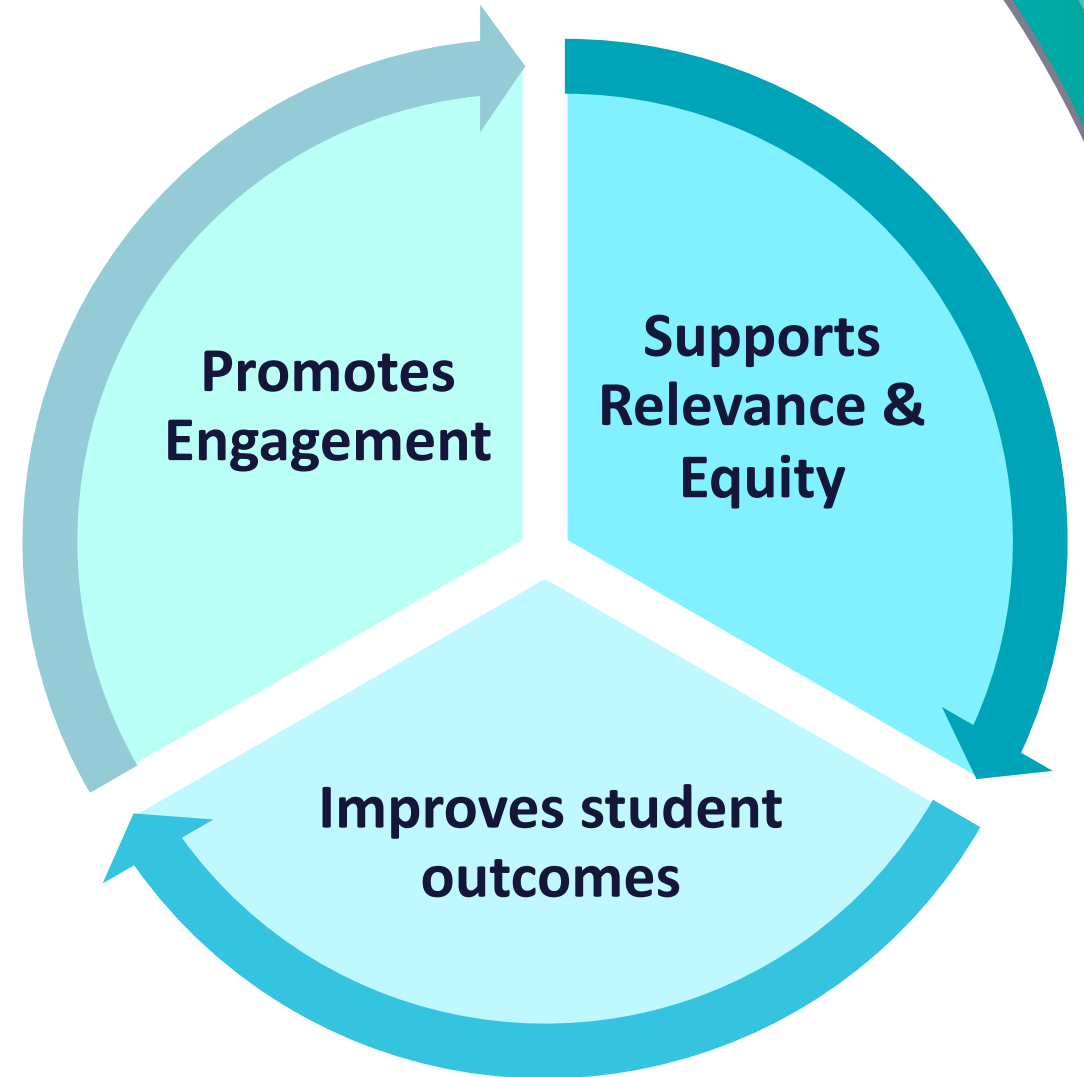 Promotes
Engagement
Supports
Relevance &
Equity
Improves student
outcomes